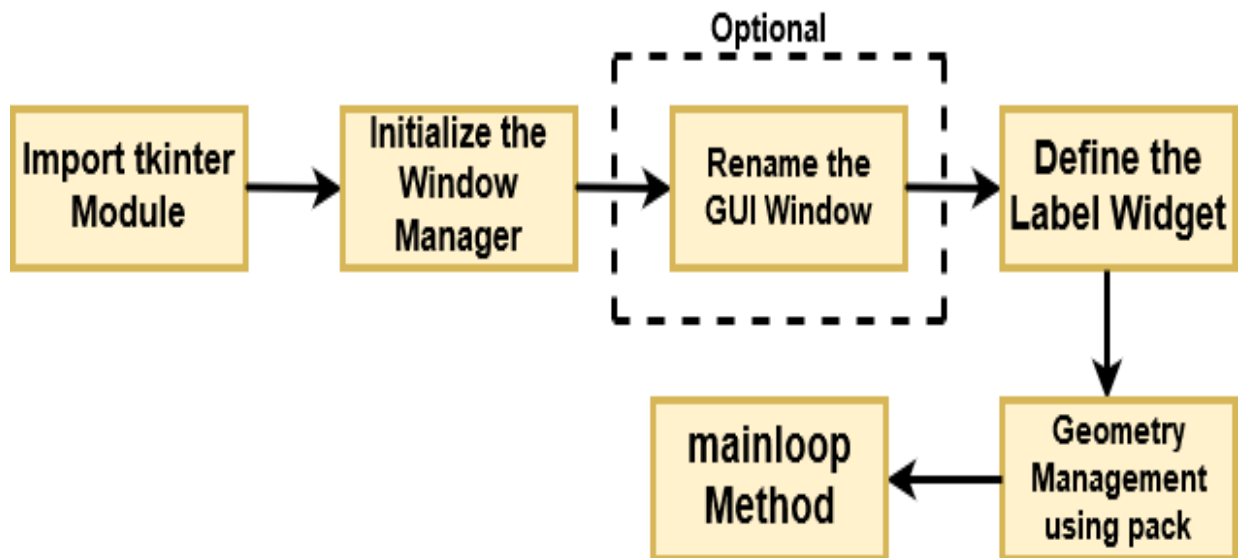 Optional
Import tkinter
Module
Initialize the
Window
Manager
Rename the
GUI Window
Define the
Label Widget
Geometry
Management
using pack
mainloop
Method